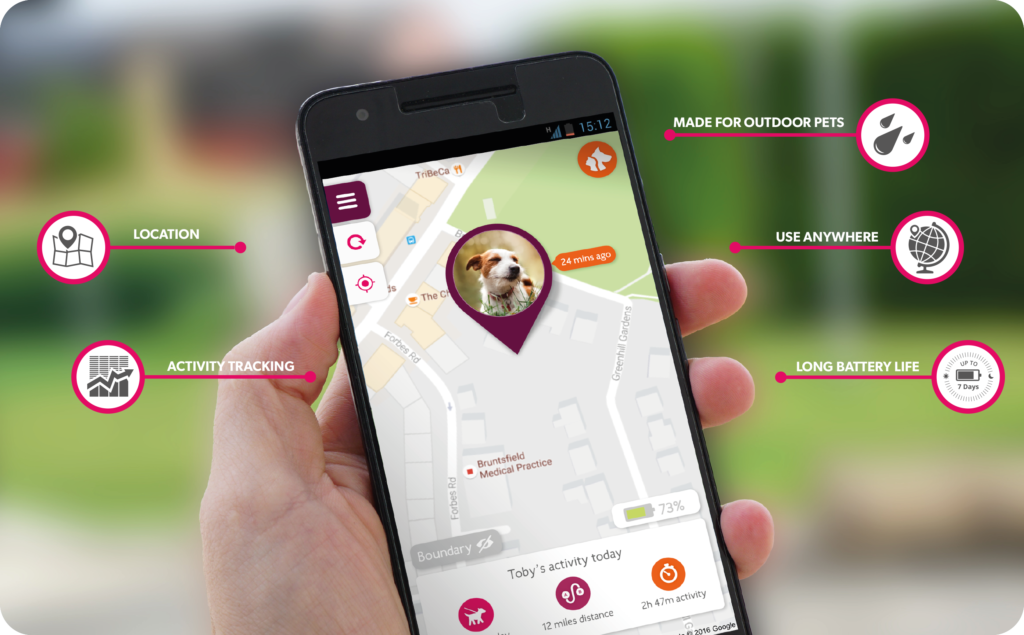 H 15.12
MADE FOR OUTDOOR PETS
TriBeCa
LOCATION
USE ANYWHERE
24 mins ago
The
Forbes Rd
Greenhill Gardens
ACTIVITY TRACKING
LONG BATTERY LIFE
UP TO
7 Days
Bruntsfield
Medical Practice
Forbes Rd
73%
Boundary
Toby's activity today
12 miles distance
2h 47m activity
© 2016 Google